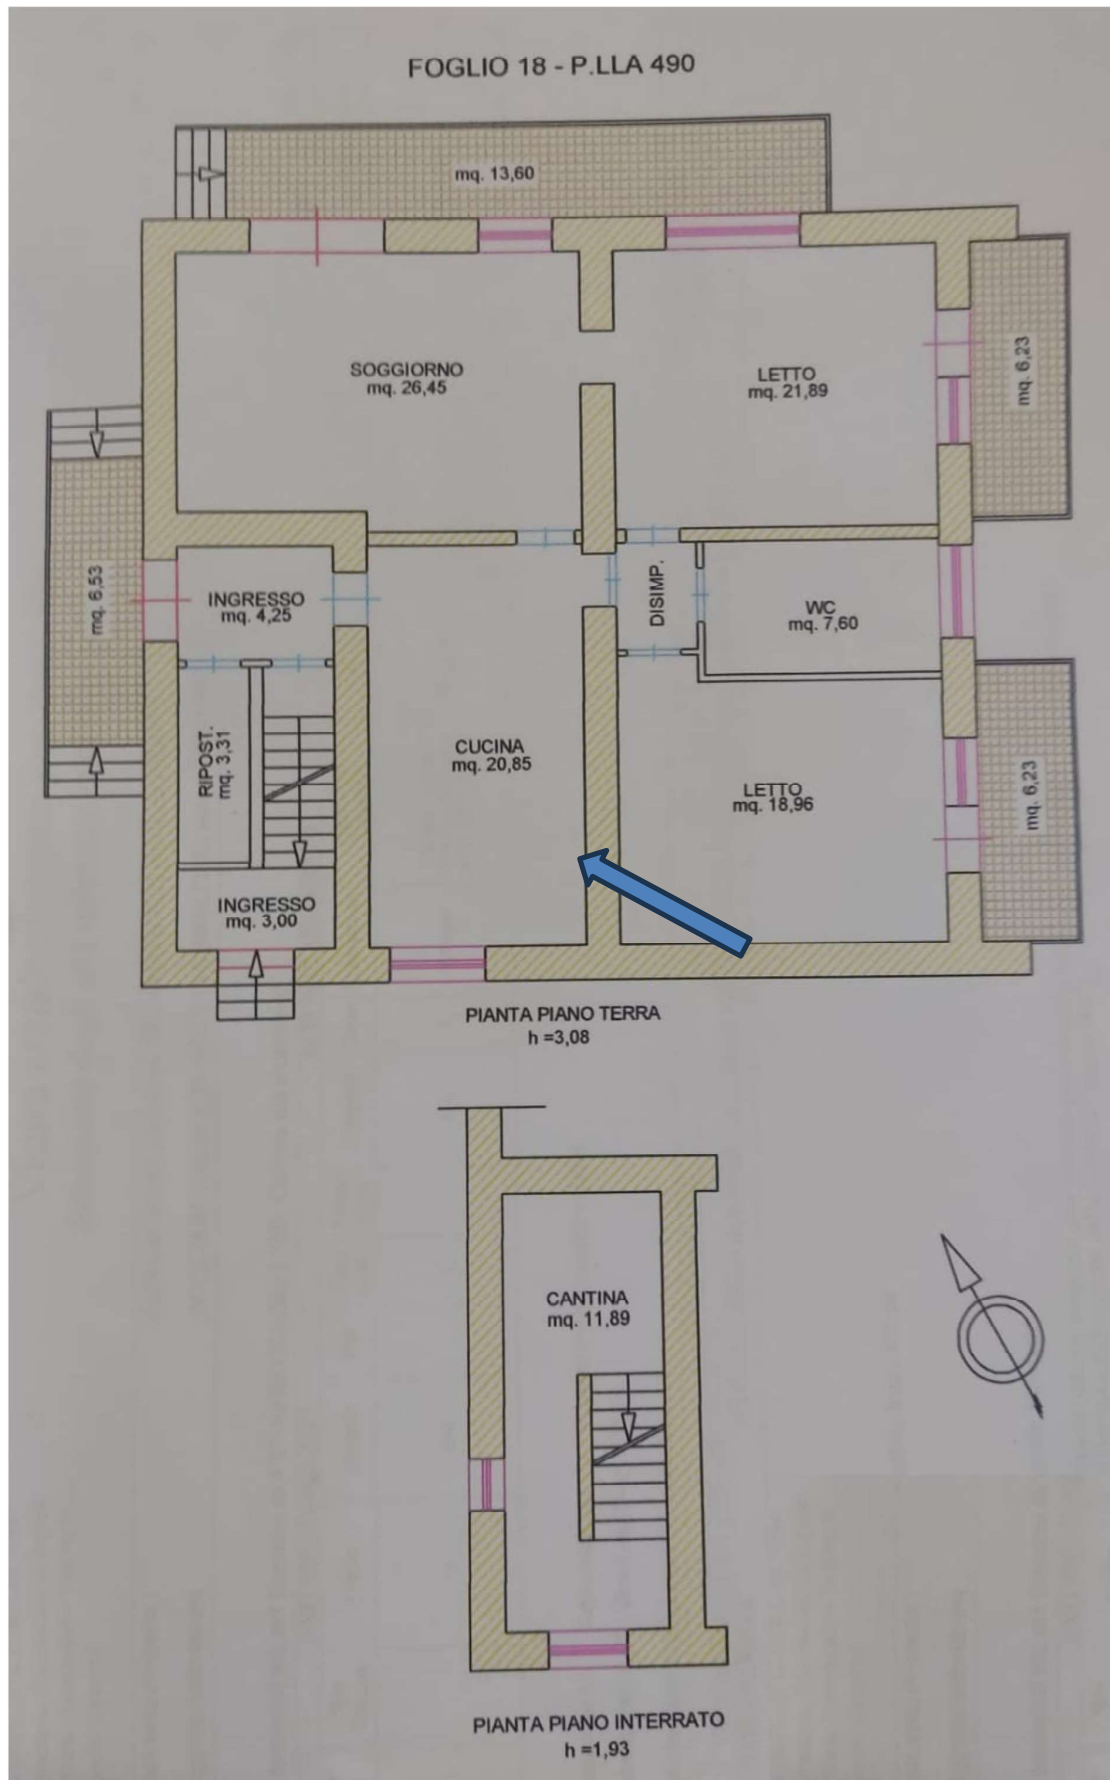 FOGLIO 18 - P.LLA 490
mq. 13,60
SOGGIORNO
mq. 26,45
LETTO
mq. 21,89
mq. 6,23
mq. 6,53
INGRESSO
mq. 4,25
DISIMP.
WC
mq. 7,60
RIPOST.
mq. 3,31
CUCINA
mq. 20,85
LETTO
mq. 18,96
mq. 6,23
INGRESSO
mq. 3,00
PIANTA PIANO TERRA
h =3,08
CANTINA
mq. 11,89
PIANTA PIANO INTERRATO
h =1,93